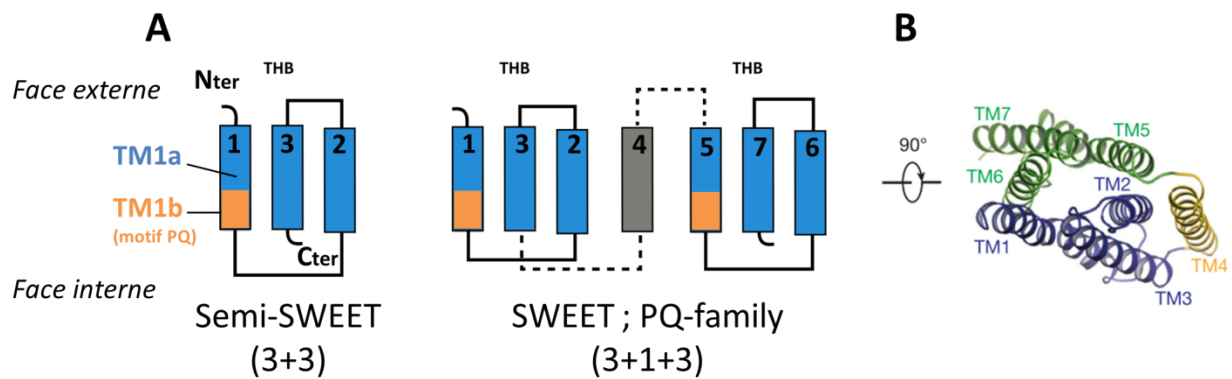 A
B
Face externe
Nter
THB
THB
THB
1
3
2
1
3
2
4
5
7
6
TM1a
TM1b
(motif PQ)
Cter
Face interne
Semi-SWEET
(3+3)
SWEET ; PQ-family
(3+1+3)
90°
TM7
TM5
TM6
TM2
TM1
TM4
TM3